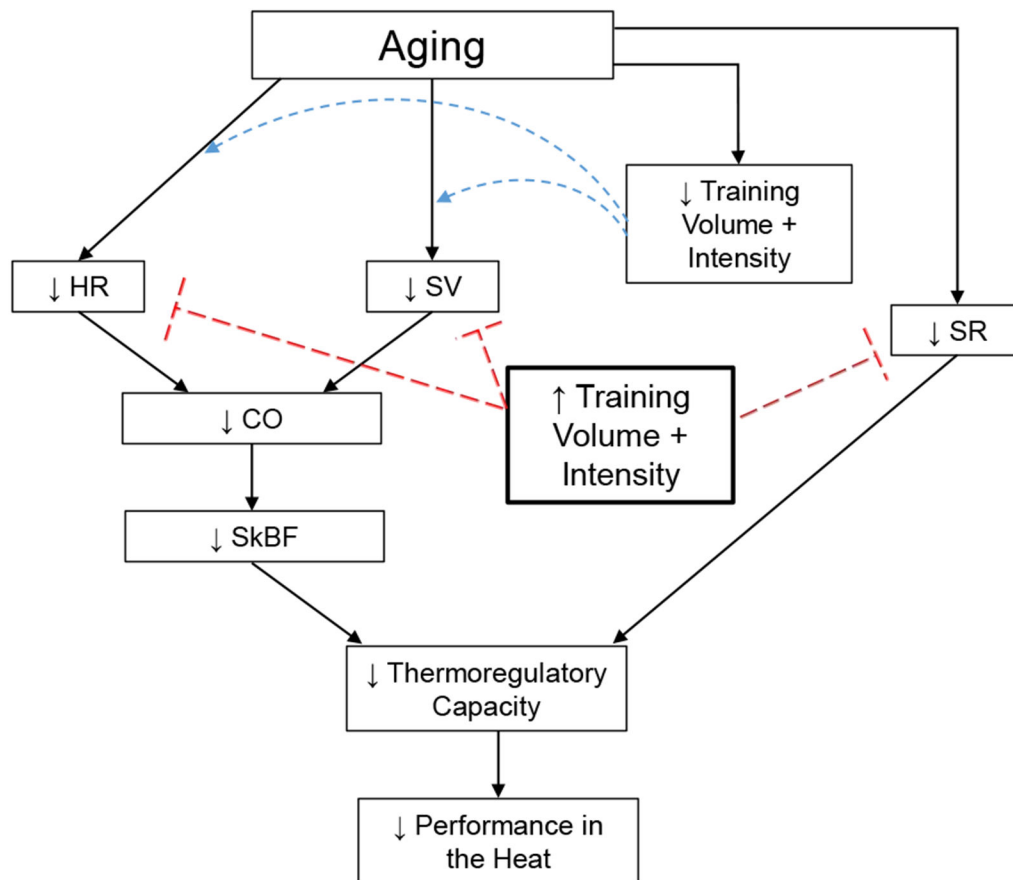 Aging
↓ Training
Volume +
Intensity
↓ HR
↓ SV
↓ SR
↑ Training
Volume +
Intensity
↓ CO
↓ SkBF
↓ Thermoregulatory
Capacity
↓ Performance in
the Heat